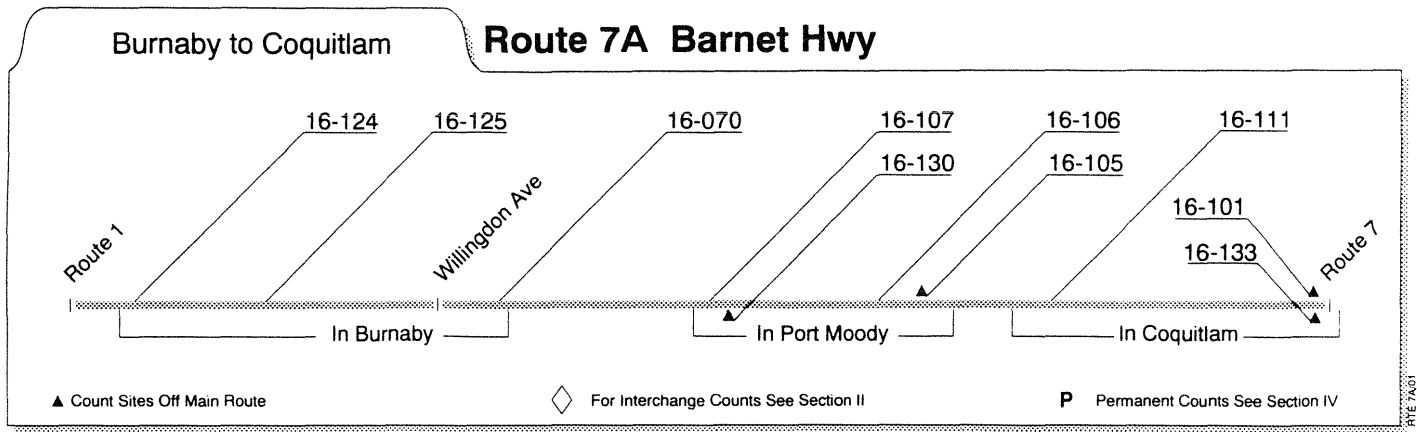 Burnaby to Coquitlam
Route 7A Barnet Hwy
16-124 16-125 16-070 16-107 16-106 16-111
16-130 16-105
16-101
16-133
Route 1
Willingdon Ave
Route 7
In Burnaby In Port Moody In Coquitlam
▲ Count Sites Off Main Route
For Interchange Counts See Section II
P Permanent Counts See Section IV
RTE 7A/01